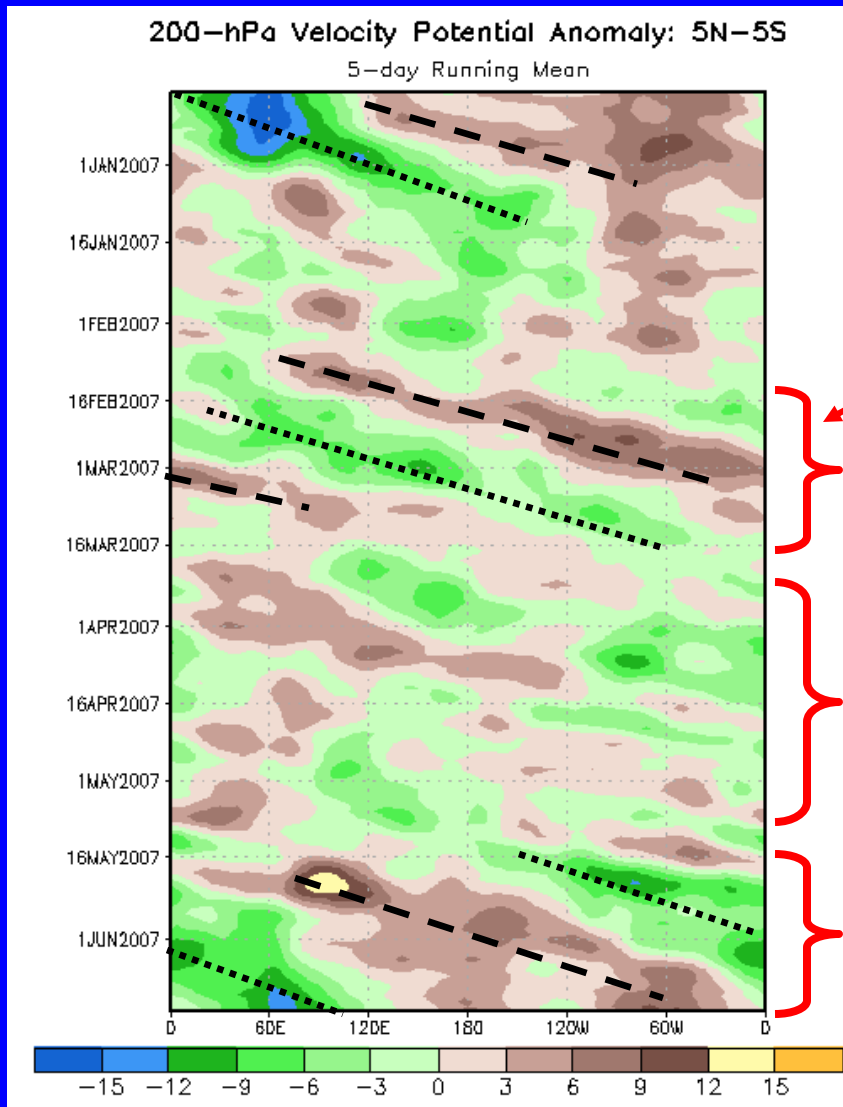 200-hPa Velocity Potential Anomaly: 5N-5S
5-day Running Mean
1JAN2007
16JAN2007
1FEB2007
16FEB2007
1MAR2007
16MAR2007
1APR2007
16APR2007
1MAY2007
16MAY2007
1JUN2007
0 60E 120E 180 120W 60W 0
-15 -12 -9 -6 -3 0 3 6 9 12 15